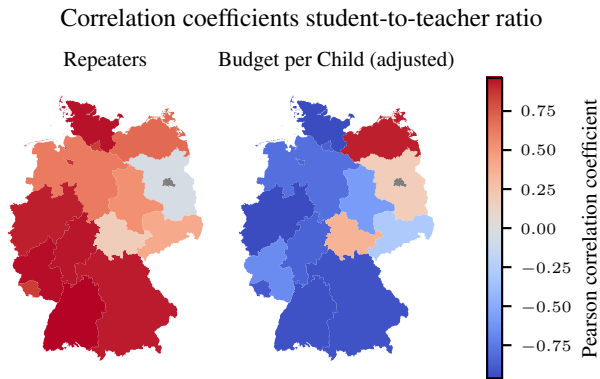 Correlation coefficients student-to-teacher ratio
Repeaters
Budget per Child (adjusted)
0.75
0.50
0.25
0.00
−0.25
−0.50
−0.75
Pearson correlation coefficient